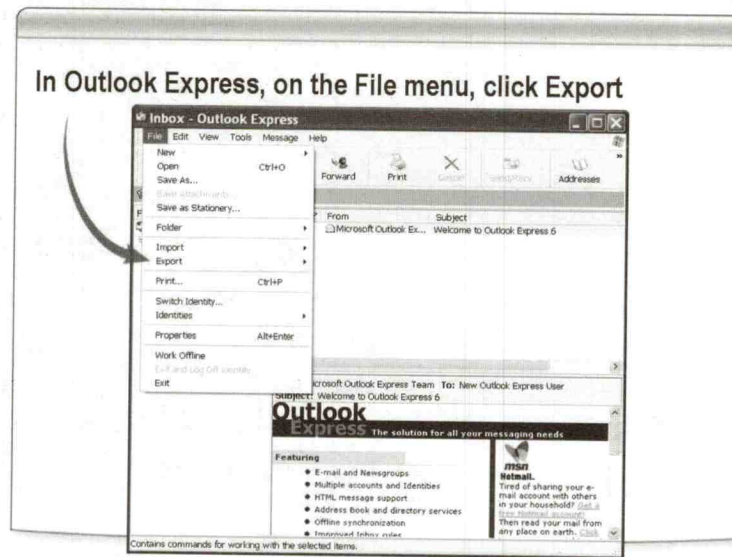 In Outlook Express, on the File menu, click Export
Inbox - Outlook Express
File Edit View Tools Message Help
New
Open Ctrl+O
Save As...
Save Attachments...
Save as Stationery...
Folder
Import
Export
Print... Ctrl+P
Switch Identity...
Identities
Properties Alt+Enter
Work Offline
Exit and Log Off Identity
Exit
Forward Print Addresses
From Subject
Microsoft Outlook Ex... Welcome to Outlook Express 6
crosoft Outlook Express Team To: New Outlook Express User
Subject: Welcome to Outlook Express 6
Outlook
Express The solution for all your messaging needs
Featuring
E-mail and Newsgroups
Multiple accounts and Identities
HTML message support
Address Book and directory services
Offline synchronization
Improved Inbox rules
msn
Hotmail.
Tired of sharing your e-
mail account with others
in your household? Get a
free Hotmail account!
Then read your mail from
any place on earth. Click
Contains commands for working with the selected items.